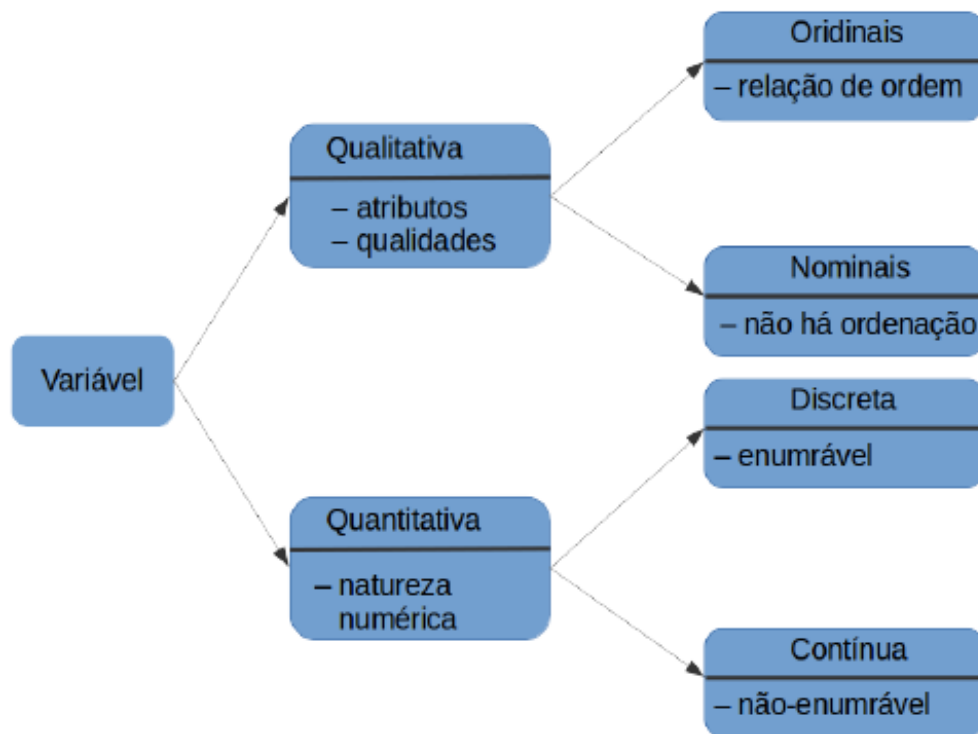 Variável
Qualitativa
– atributos
– qualidades
Quantitativa
– natureza
numérica
Oridinais
– relação de ordem
Nominais
– não há ordenação
Discreta
– enumrável
Contínua
– não-enumrável